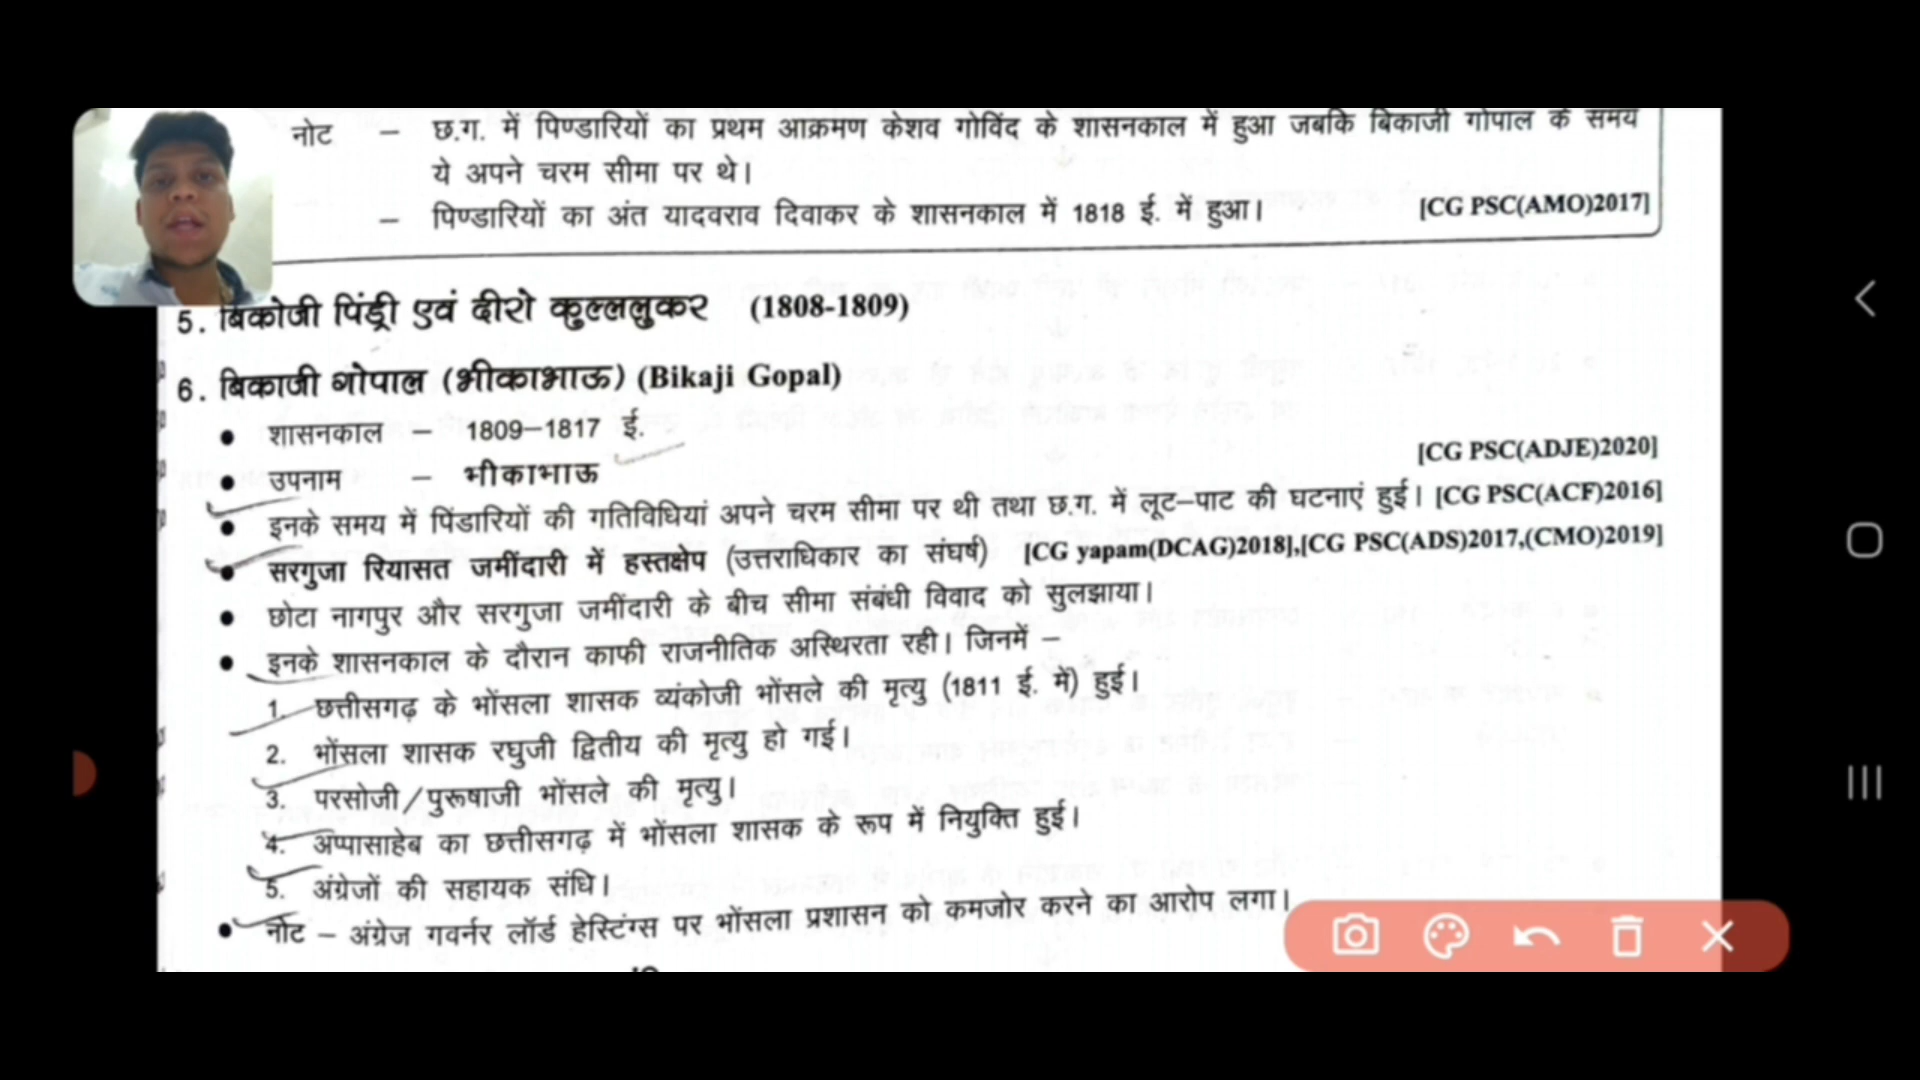 नोट – छ.ग. में पिण्डारियों का प्रथम आक्रमण केशव गोविंद के शासनकाल में हुआ जबकि बिकाजी गोपाल के समय
ये अपने चरम सीमा पर थे।
– पिण्डारियों का अंत यादवराव दिवाकर के शासनकाल में 1818 ई. में हुआ। [CG PSC(AMO)2017]
5. बिकोजी पिंड्री एवं दीरो कुल्ललुकर (1808-1809)
6. बिकाजी गोपाल (भीकाभाऊ) (Bikaji Gopal)
● शासनकाल – 1809–1817 ई.
[CG PSC(ADJE)2020]
● उपनाम – भीकाभाऊ
● इनके समय में पिंडारियों की गतिविधियां अपने चरम सीमा पर थी तथा छ.ग. में लूट–पाट की घटनाएं हुई। [CG PSC(ACF)2016]
● सरगुजा रियासत जमींदारी में हस्तक्षेप (उत्तराधिकार का संघर्ष) [CG yapam(DCAG)2018],[CG PSC(ADS)2017,(CMO)2019]
● छोटा नागपुर और सरगुजा जमींदारी के बीच सीमा संबंधी विवाद को सुलझाया।
● इनके शासनकाल के दौरान काफी राजनीतिक अस्थिरता रही। जिनमें –
1. छत्तीसगढ़ के भोंसला शासक व्यंकोजी भोंसले की मृत्यु (1811 ई. में) हुई।
2. भोंसला शासक रघुजी द्वितीय की मृत्यु हो गई।
3. परसोजी/पुरूषाजी भोंसले की मृत्यु।
4. अप्पासाहेब का छत्तीसगढ़ में भोंसला शासक के रूप में नियुक्ति हुई।
5. अंग्रेजों की सहायक संधि।
● नोट – अंग्रेज गवर्नर लॉर्ड हेस्टिंग्स पर भोंसला प्रशासन को कमजोर करने का आरोप लगा।